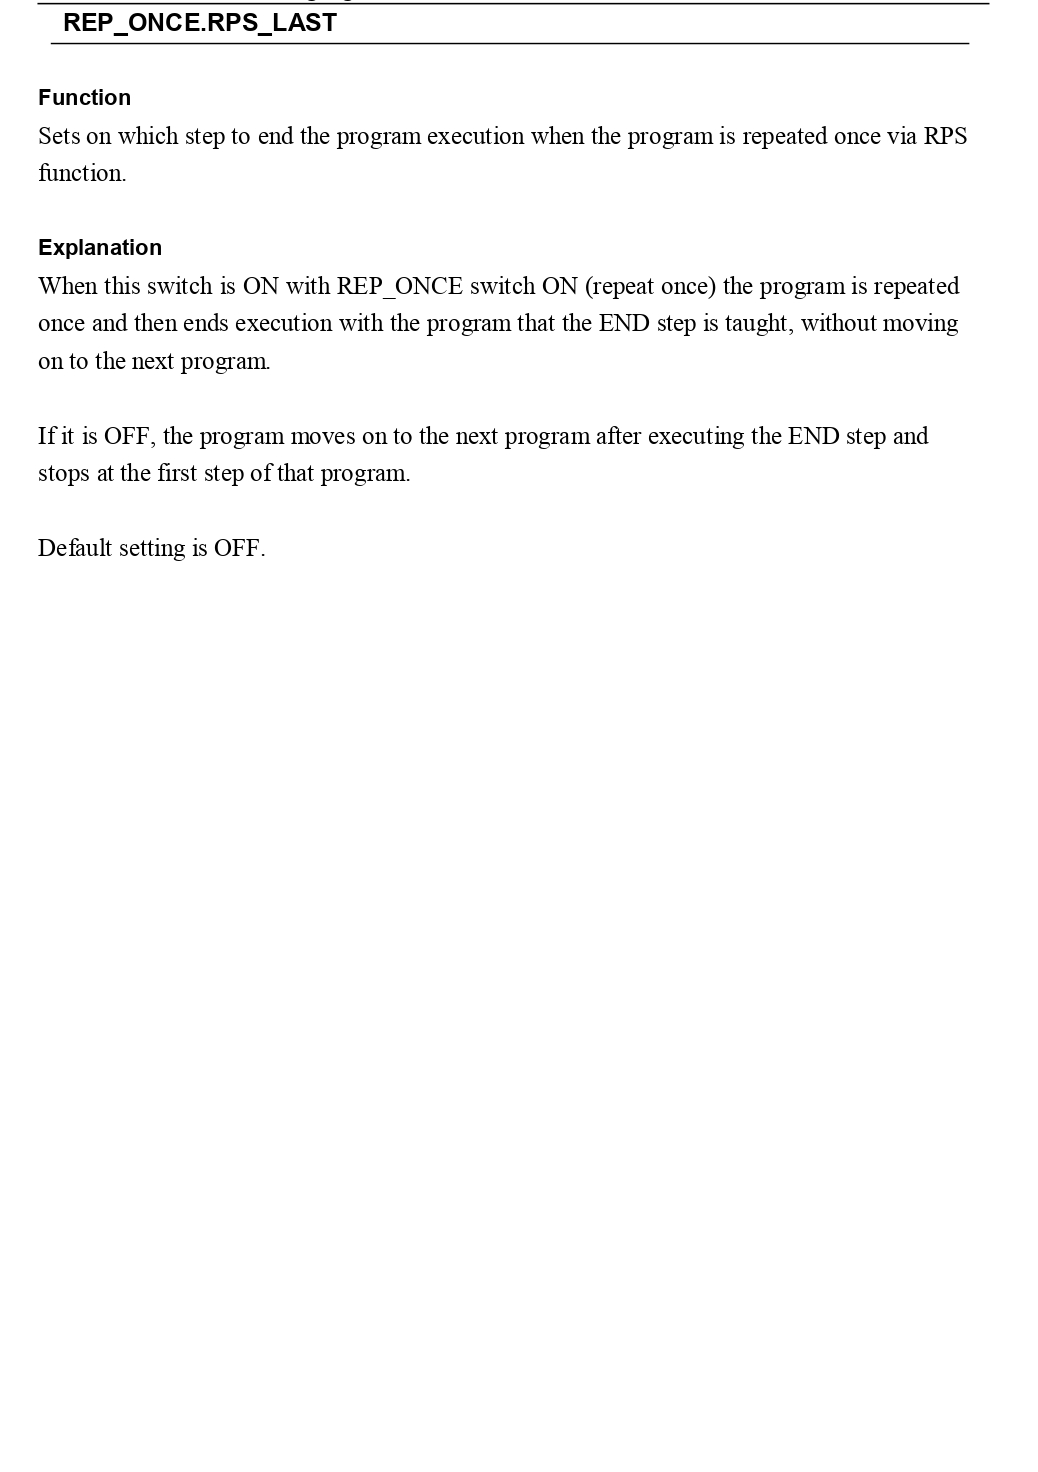 REP_ONCE.RPS_LAST
Function
Sets on which step to end the program execution when the program is repeated once via RPS
function.
Explanation
When this switch is ON with REP_ONCE switch ON (repeat once) the program is repeated
once and then ends execution with the program that the END step is taught, without moving
on to the next program.
If it is OFF, the program moves on to the next program after executing the END step and
stops at the first step of that program.
Default setting is OFF.